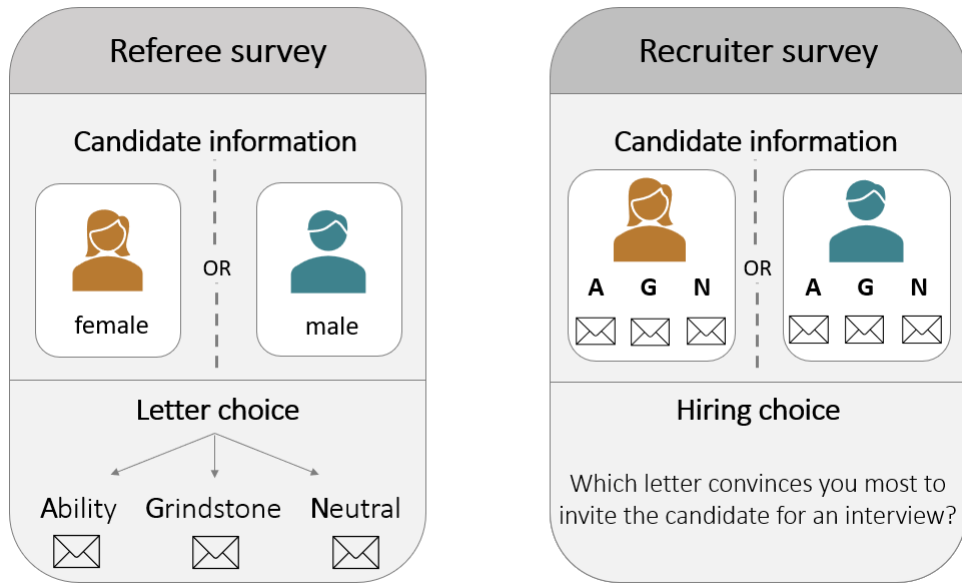 Referee survey
Candidate information
OR
female
male
Letter choice
Ability Grindstone Neutral
Recruiter survey
Candidate information
A G N
OR
A G N
Hiring choice
Which letter convinces you most to
invite the candidate for an interview?